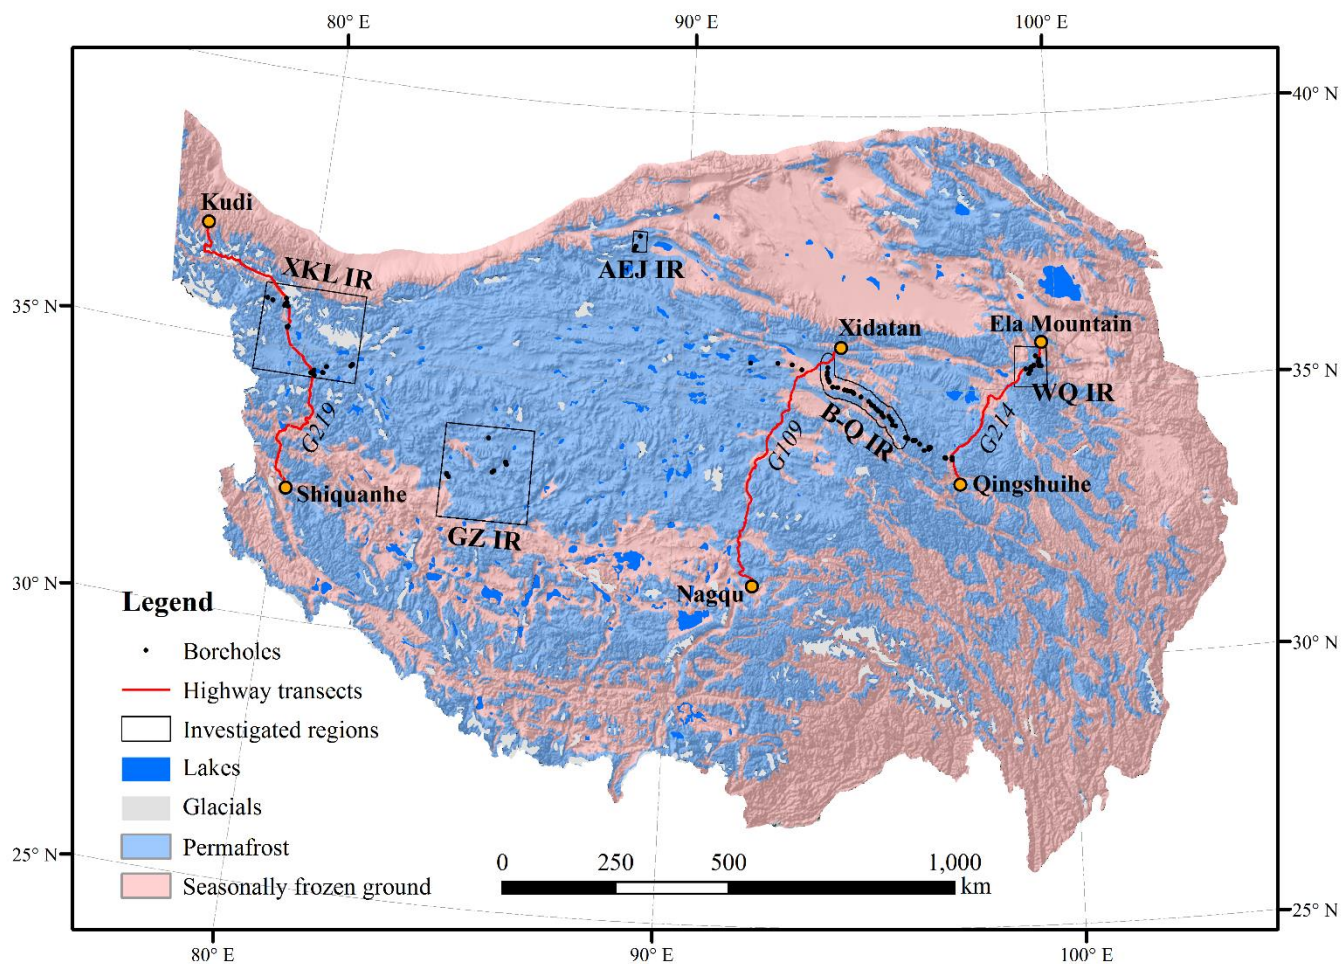 80° E 90° E 100° E
40° N
Kudi
XKL IR
AEJ IR
35° N
Xidatan
Ela Mountain
35° N
WQ IR
B-Q IR
G219
G109
G214
Shiquanhe
Qingshuihe
GZ IR
30° N
Nagqu
Legend
30° N
Boreholes
Highway transects
Investigated regions
Lakes
Glacials
Permafrost
Seasonally frozen ground
25° N
0 250 500 1,000
km
25° N
80° E 90° E 100° E